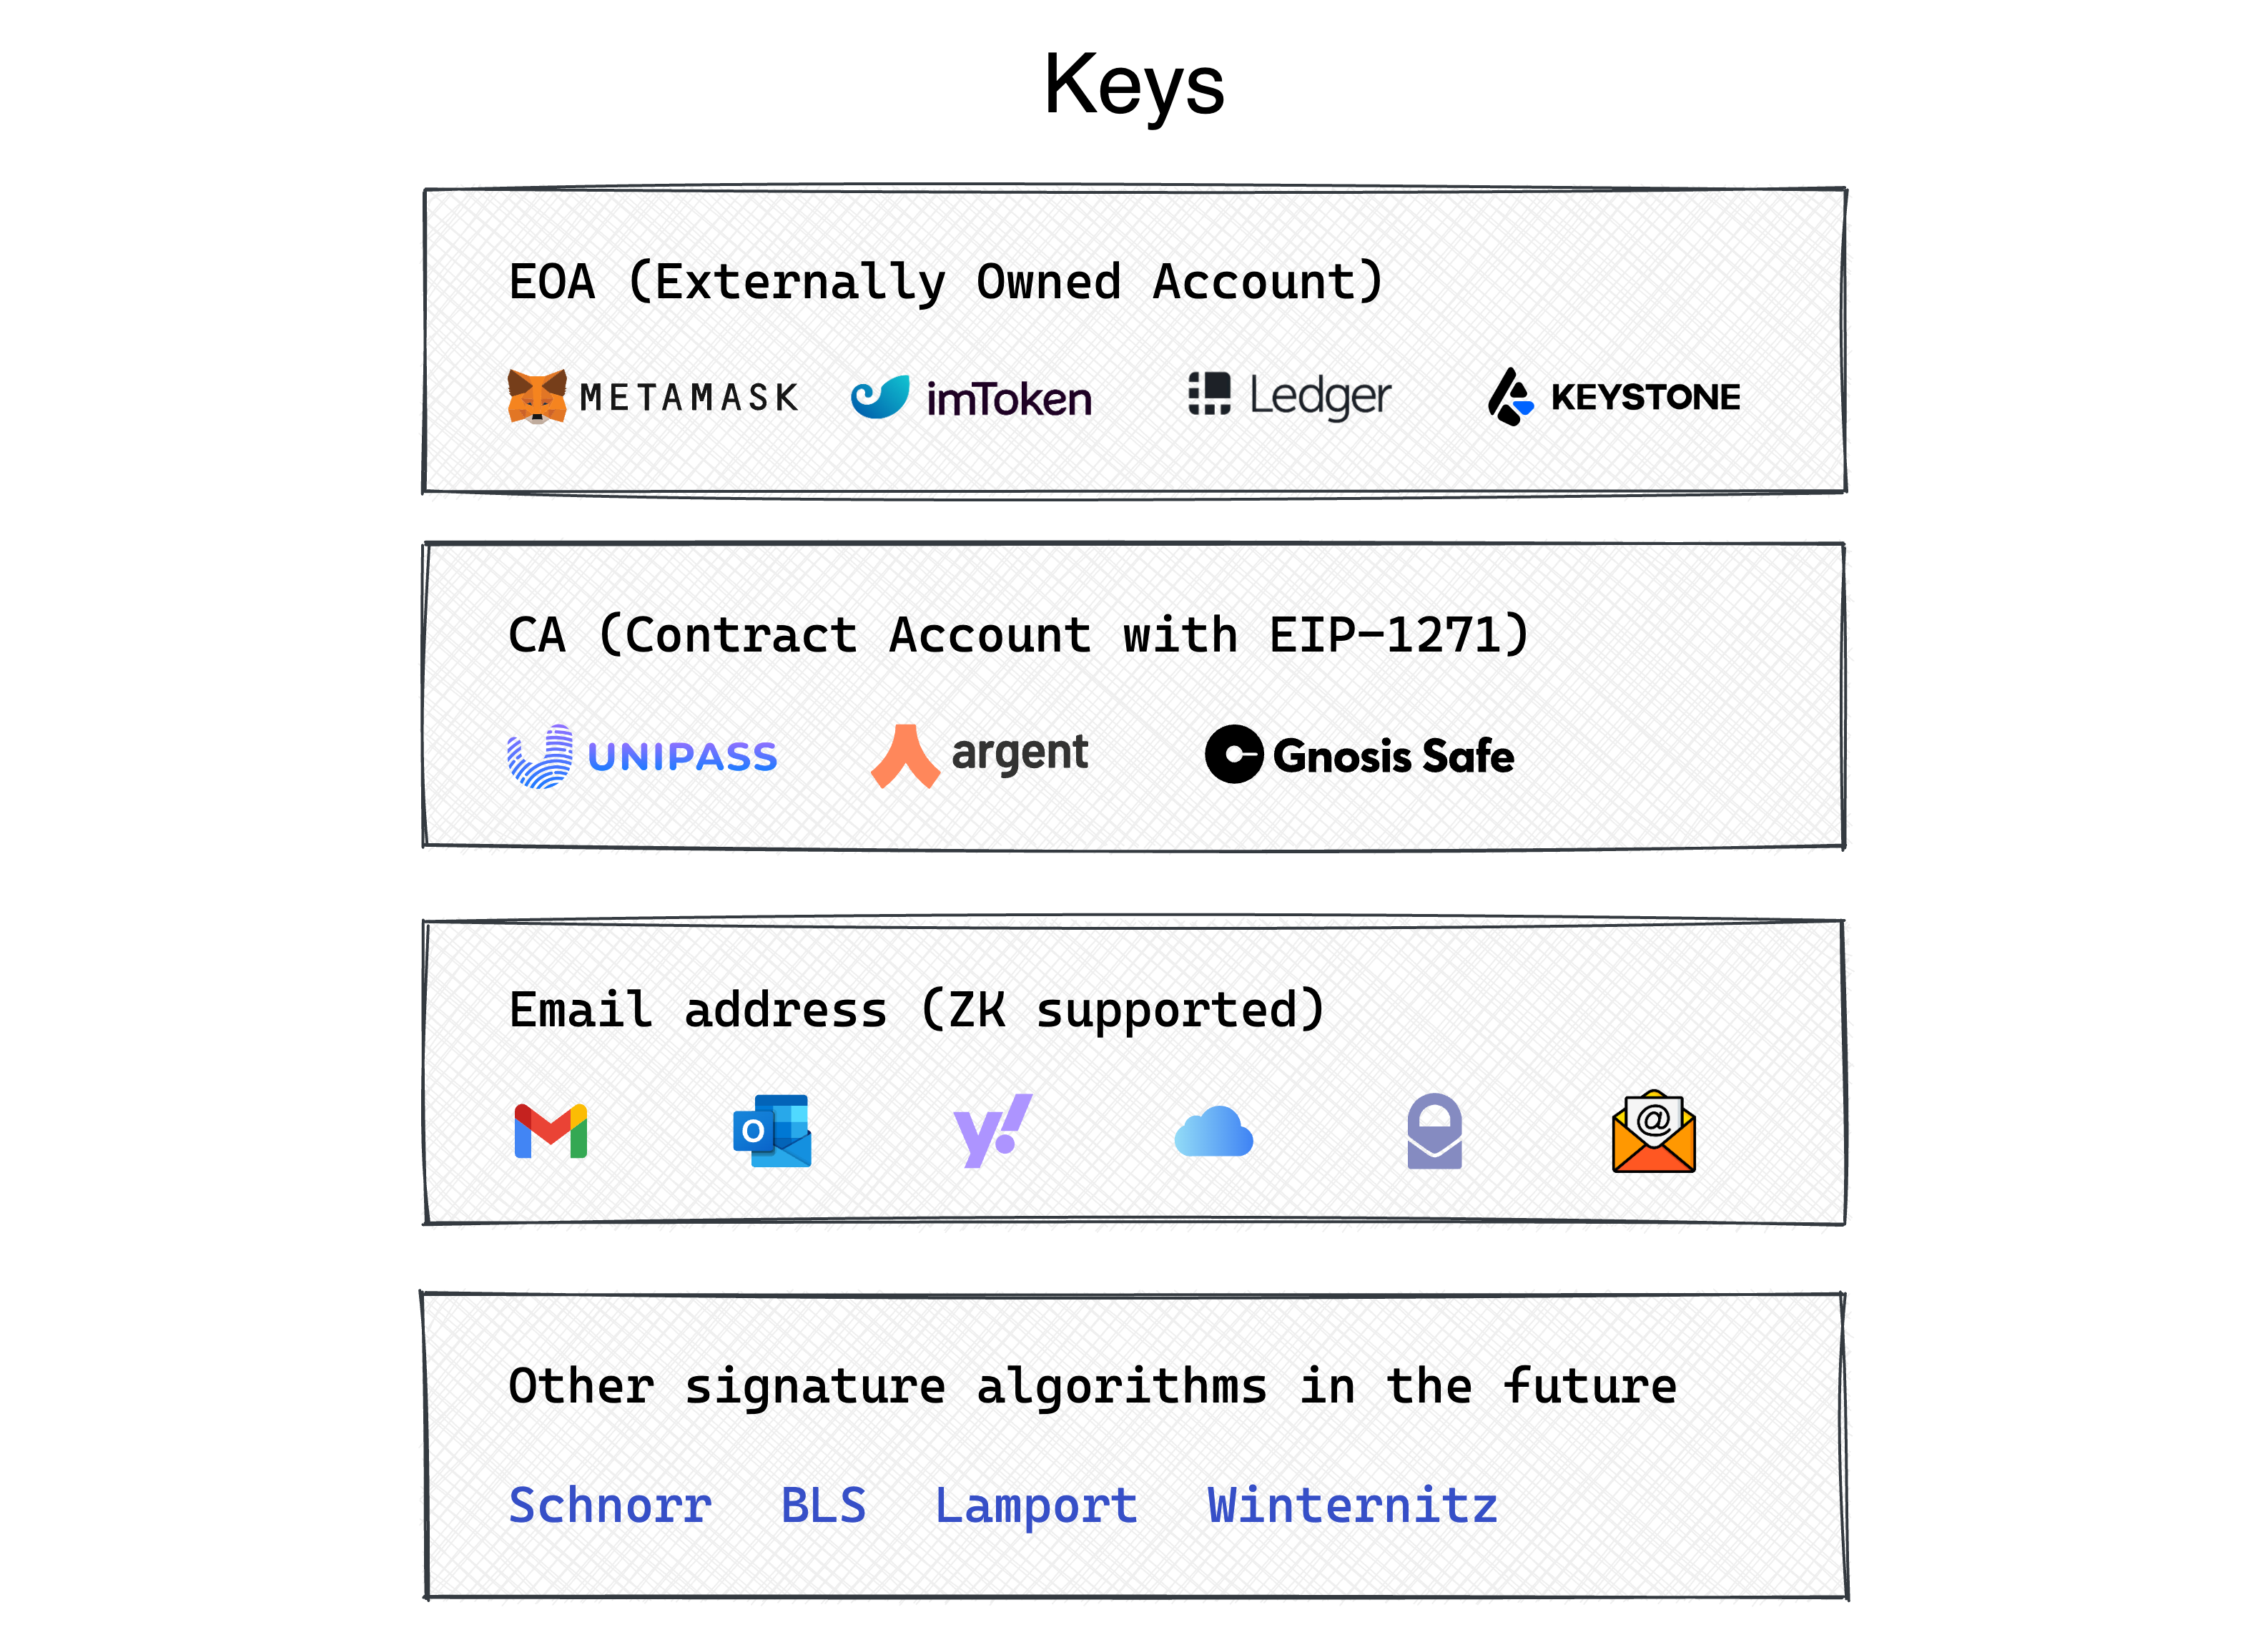 Keys
EOA (Externally Owned Account)
METAMASK imToken Ledger KEYSTONE
CA (Contract Account with EIP-1271)
UNIPASS argent Gnosis Safe
Email address (ZK supported)
O y! @
Other signature algorithms in the future
Schnorr BLS Lamport Winternitz